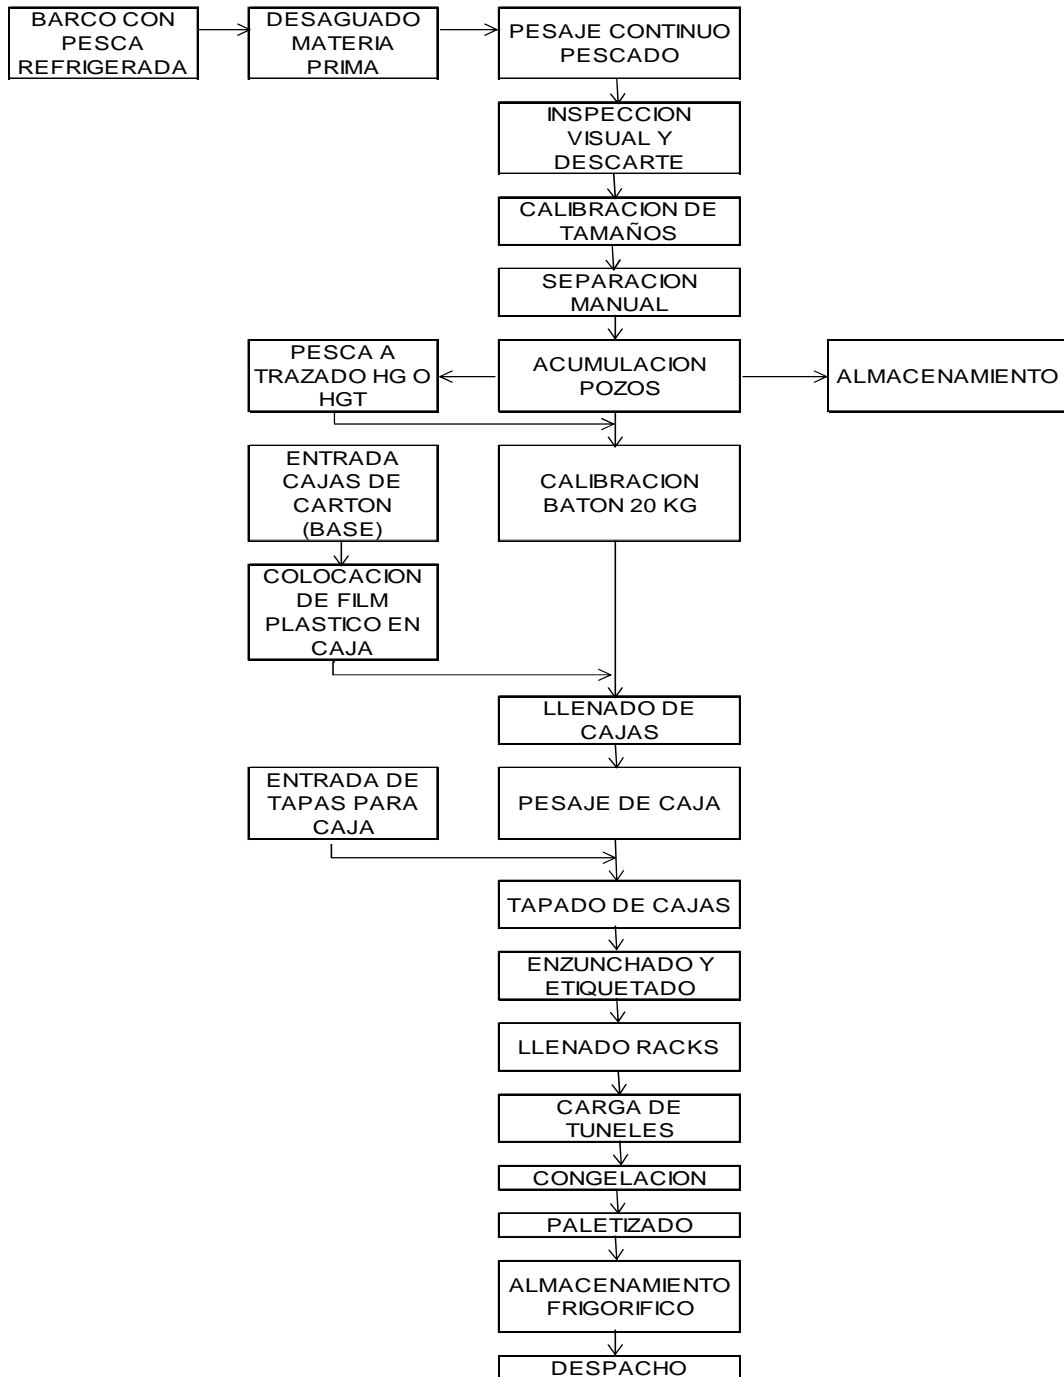 BARCO CON
PESCA
REFRIGERADA
DESAGUADO
MATERIA
PRIMA
PESAJE CONTINUO
PESCADO
INSPECCION
VISUAL Y
DESCARTE
CALIBRACION DE
TAMAÑOS
SEPARACION
MANUAL
PESCA A
TRAZADO HG O
HGT
ACUMULACION
POZOS
ALMACENAMIENTO
ENTRADA
CAJAS DE
CARTON
(BASE)
CALIBRACION
BATON 20 KG
COLOCACION
DE FILM
PLASTICO EN
CAJA
LLENADO DE
CAJAS
ENTRADA DE
TAPAS PARA
CAJA
PESAJE DE CAJA
TAPADO DE CAJAS
ENZUNCHADO Y
ETIQUETADO
LLENADO RACKS
CARGA DE
TUNELES
CONGELACION
PALETIZADO
ALMACENAMIENTO
FRIGORIFICO
DESPACHO